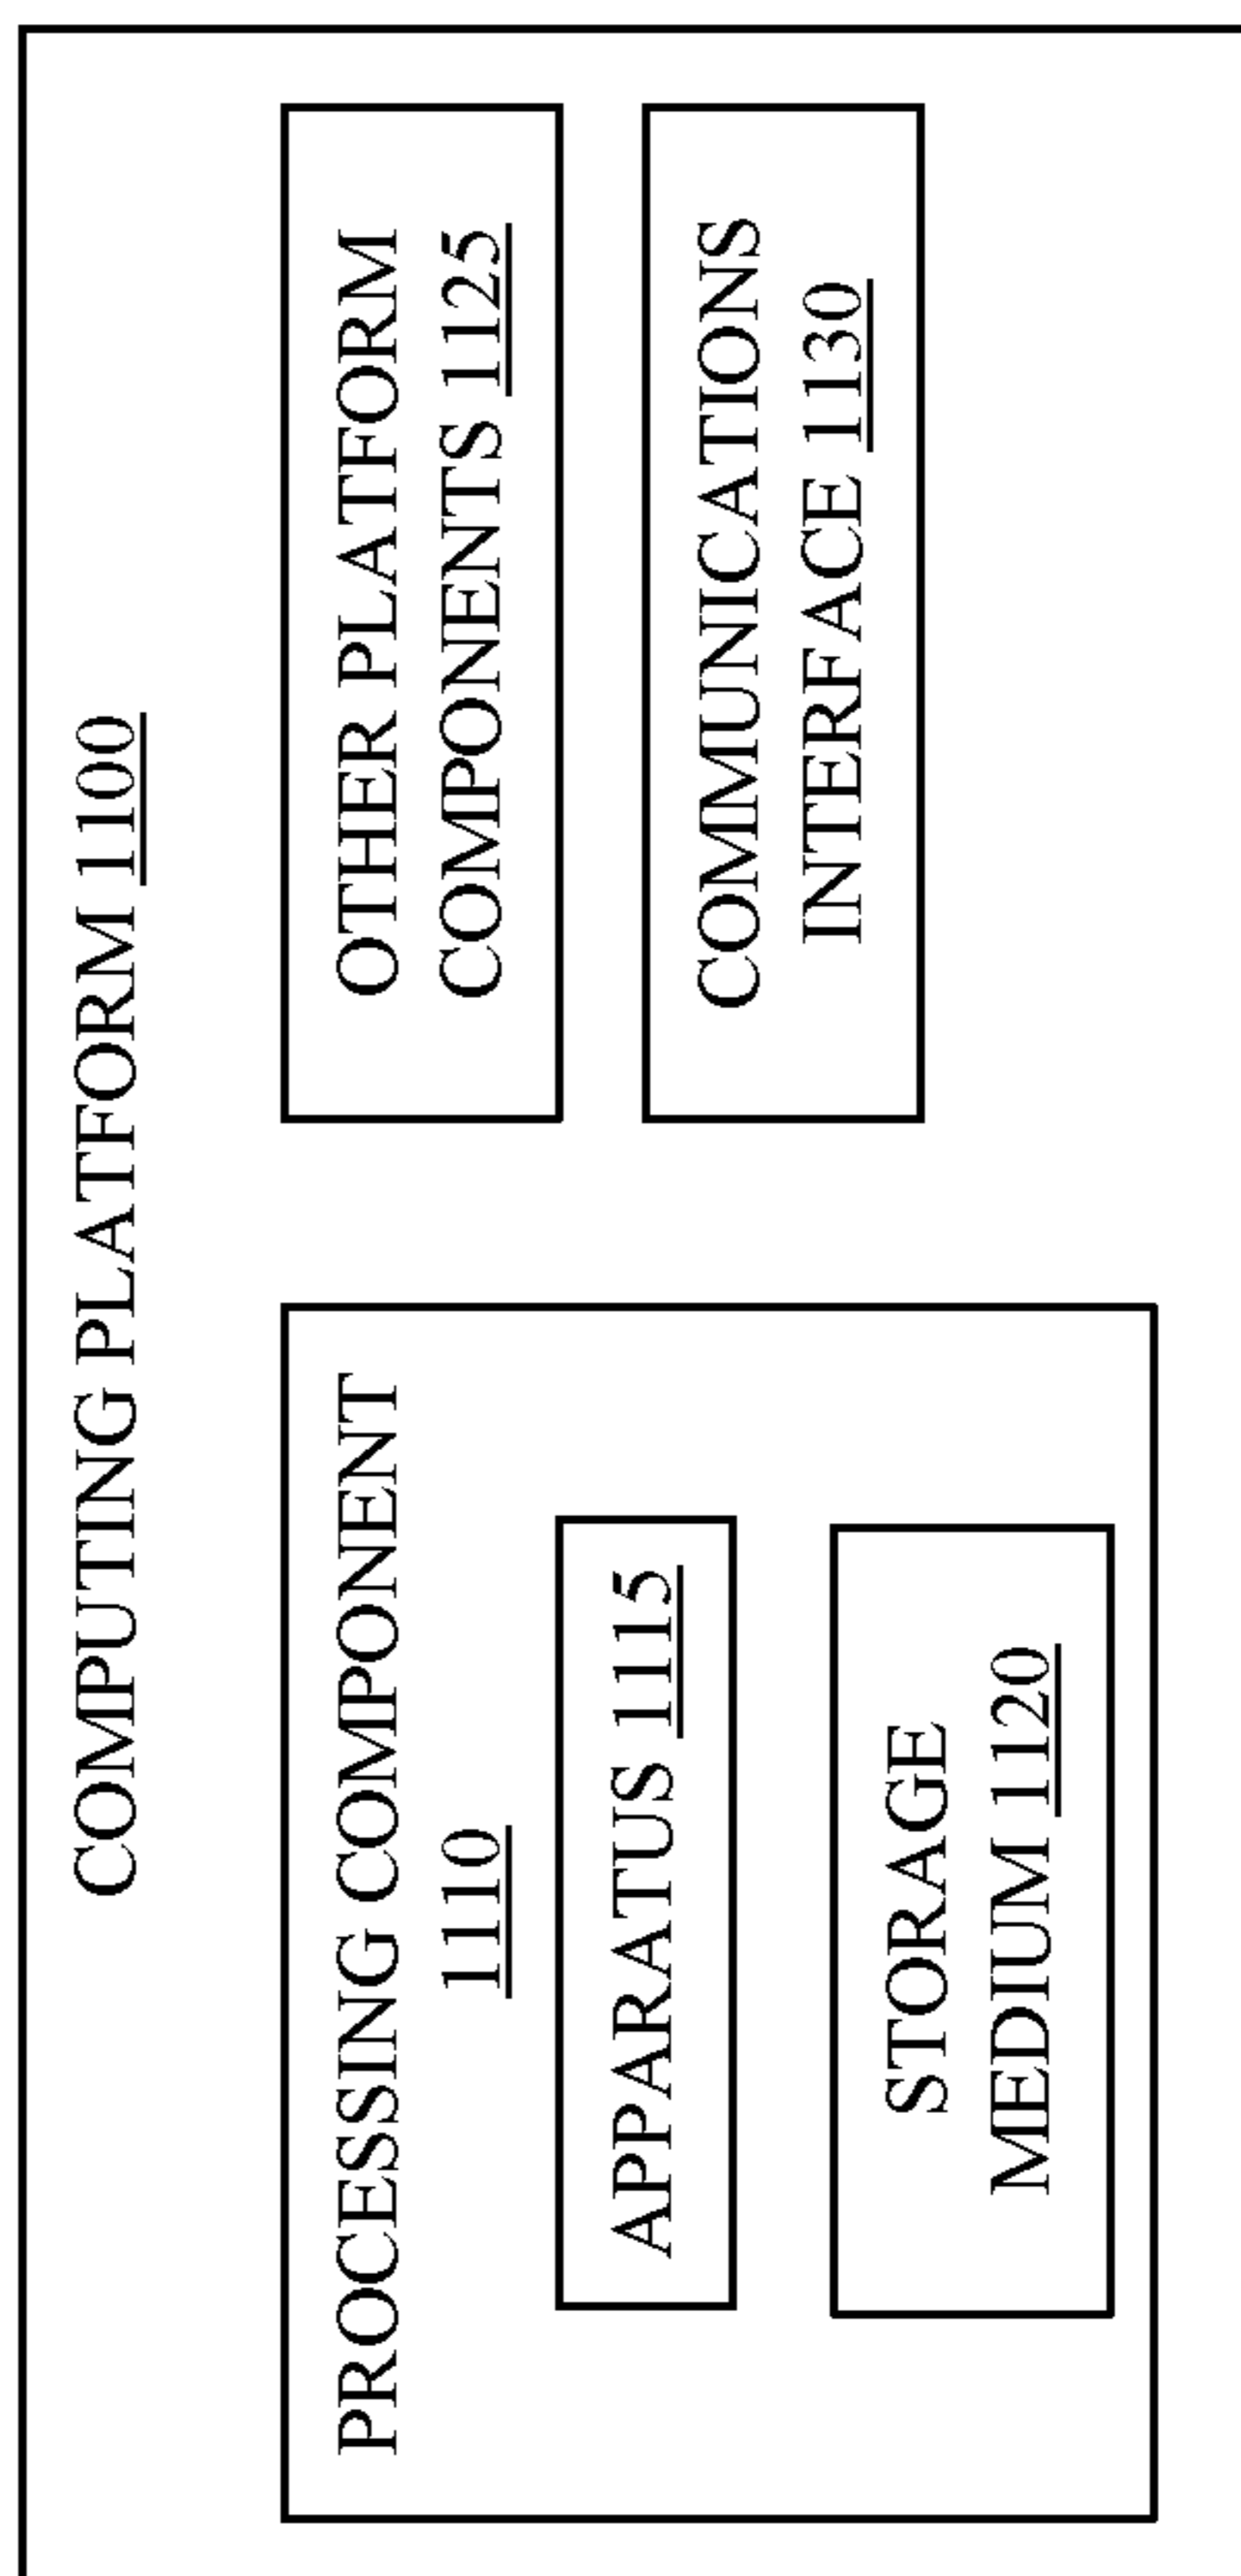 COMPUTING PLATFORM 1100
PROCESSING COMPONENT
1110
APPARATUS 1115
STORAGE
MEDIUM 1120
OTHER PLATFORM
COMPONENTS 1125
COMMUNICATIONS
INTERFACE 1130